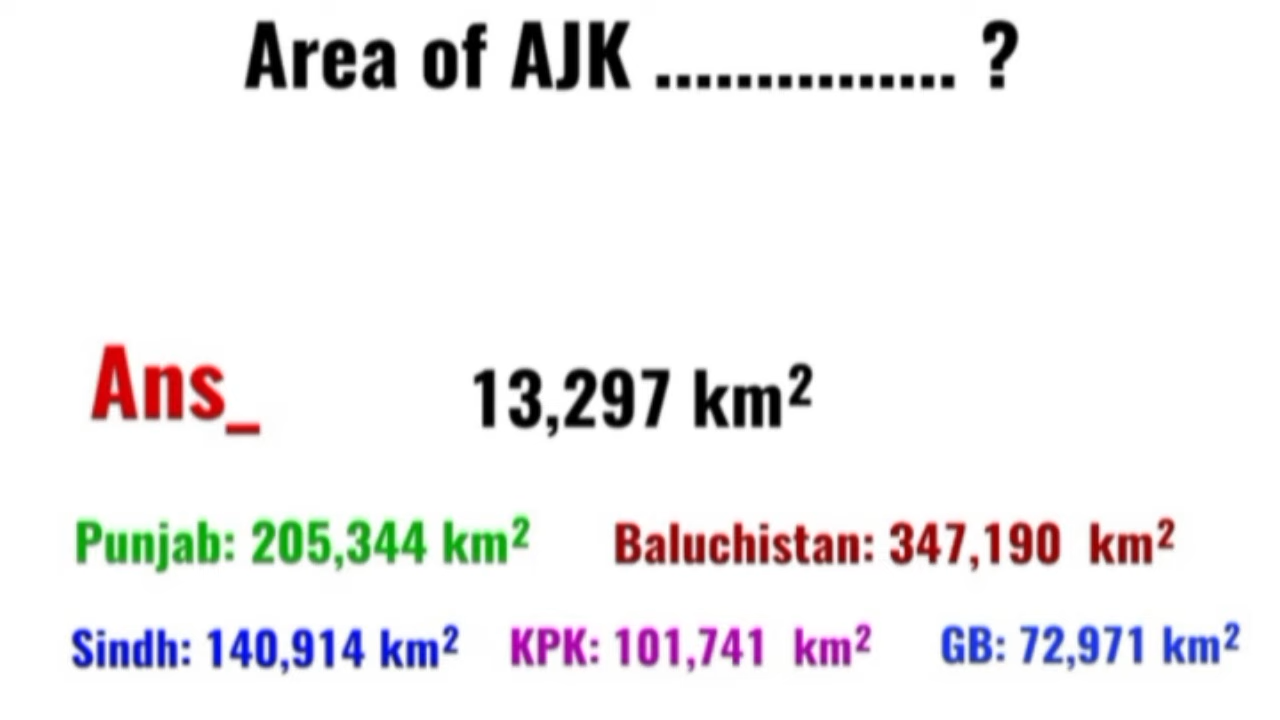 Area of AJK ............... ?
Ans_ 13,297 km²
Punjab: 205,344 km² Baluchistan: 347,190 km²
Sindh: 140,914 km² KPK: 101,741 km² GB: 72,971 km²